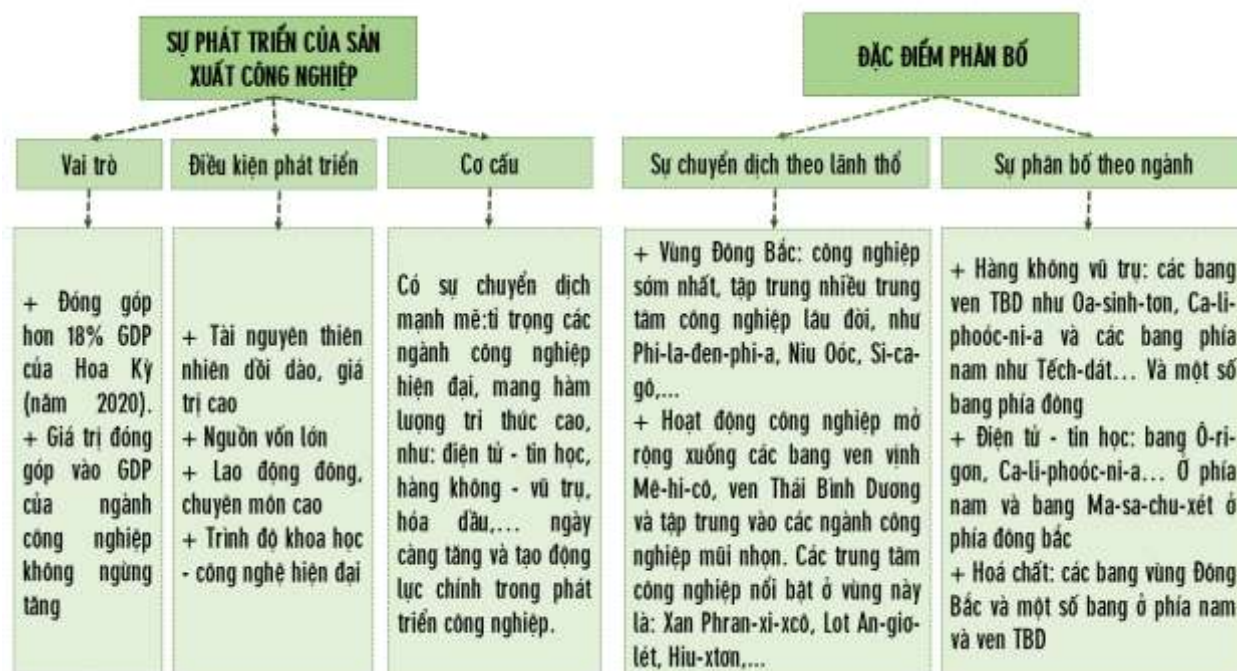 SỰ PHÁT TRIỂN CỦA SẢN
XUẤT CÔNG NGHIỆP
Vai trò
Điều kiện phát triển
Cơ cấu
+ Đóng góp
hơn 18% GDP
của Hoa Kỳ
(năm 2020).
+ Giá trị đóng
góp vào GDP
của ngành
công nghiệp
không ngừng
tăng
+ Tài nguyên thiên
nhiên dồi dào, giá
trị cao
+ Nguồn vốn lớn
+ Lao động đông,
chuyên môn cao
+ Trình độ khoa học
- công nghệ hiện đại
Có sự chuyển dịch
mạnh mẽ:tỉ trọng các
ngành công nghiệp
hiện đại, mang hàm
lượng tri thức cao,
như: điện tử - tin học,
hàng không - vũ trụ,
hóa dầu,... ngày
càng tăng và tạo động
lực chính trong phát
triển công nghiệp.
ĐẶC ĐIỂM PHÂN BỐ
Sự chuyển dịch theo lãnh thổ
Sự phân bố theo ngành
+ Vùng Đông Bắc: công nghiệp
sớm nhất, tập trung nhiều trung
tâm công nghiệp lâu đời, như
Phi-la-đen-phi-a, Niu Oóc, Si-ca-
gô,...
+ Hoạt động công nghiệp mở
rộng xuống các bang ven vịnh
Mê-hi-cô, ven Thái Bình Dương
và tập trung vào các ngành công
nghiệp mũi nhọn. Các trung tâm
công nghiệp nổi bật ở vùng này
là: Xan Phran-xi-xcô, Lot An-giơ-
lét, Hiu-xtơn,...
+ Hàng không vũ trụ: các bang
ven TBD như Oa-sinh-tơn, Ca-li-
phoóc-ni-a và các bang phía
nam như Tếch-dát... Và một số
bang phía đông
+ Điện tử - tin học: bang Ô-ri-
gơn, Ca-li-phoóc-ni-a... Ở phía
nam và bang Ma-sa-chu-xét ở
phía đông bắc
+ Hoá chất: các bang vùng Đông
Bắc và một số bang ở phía nam
và ven TBD